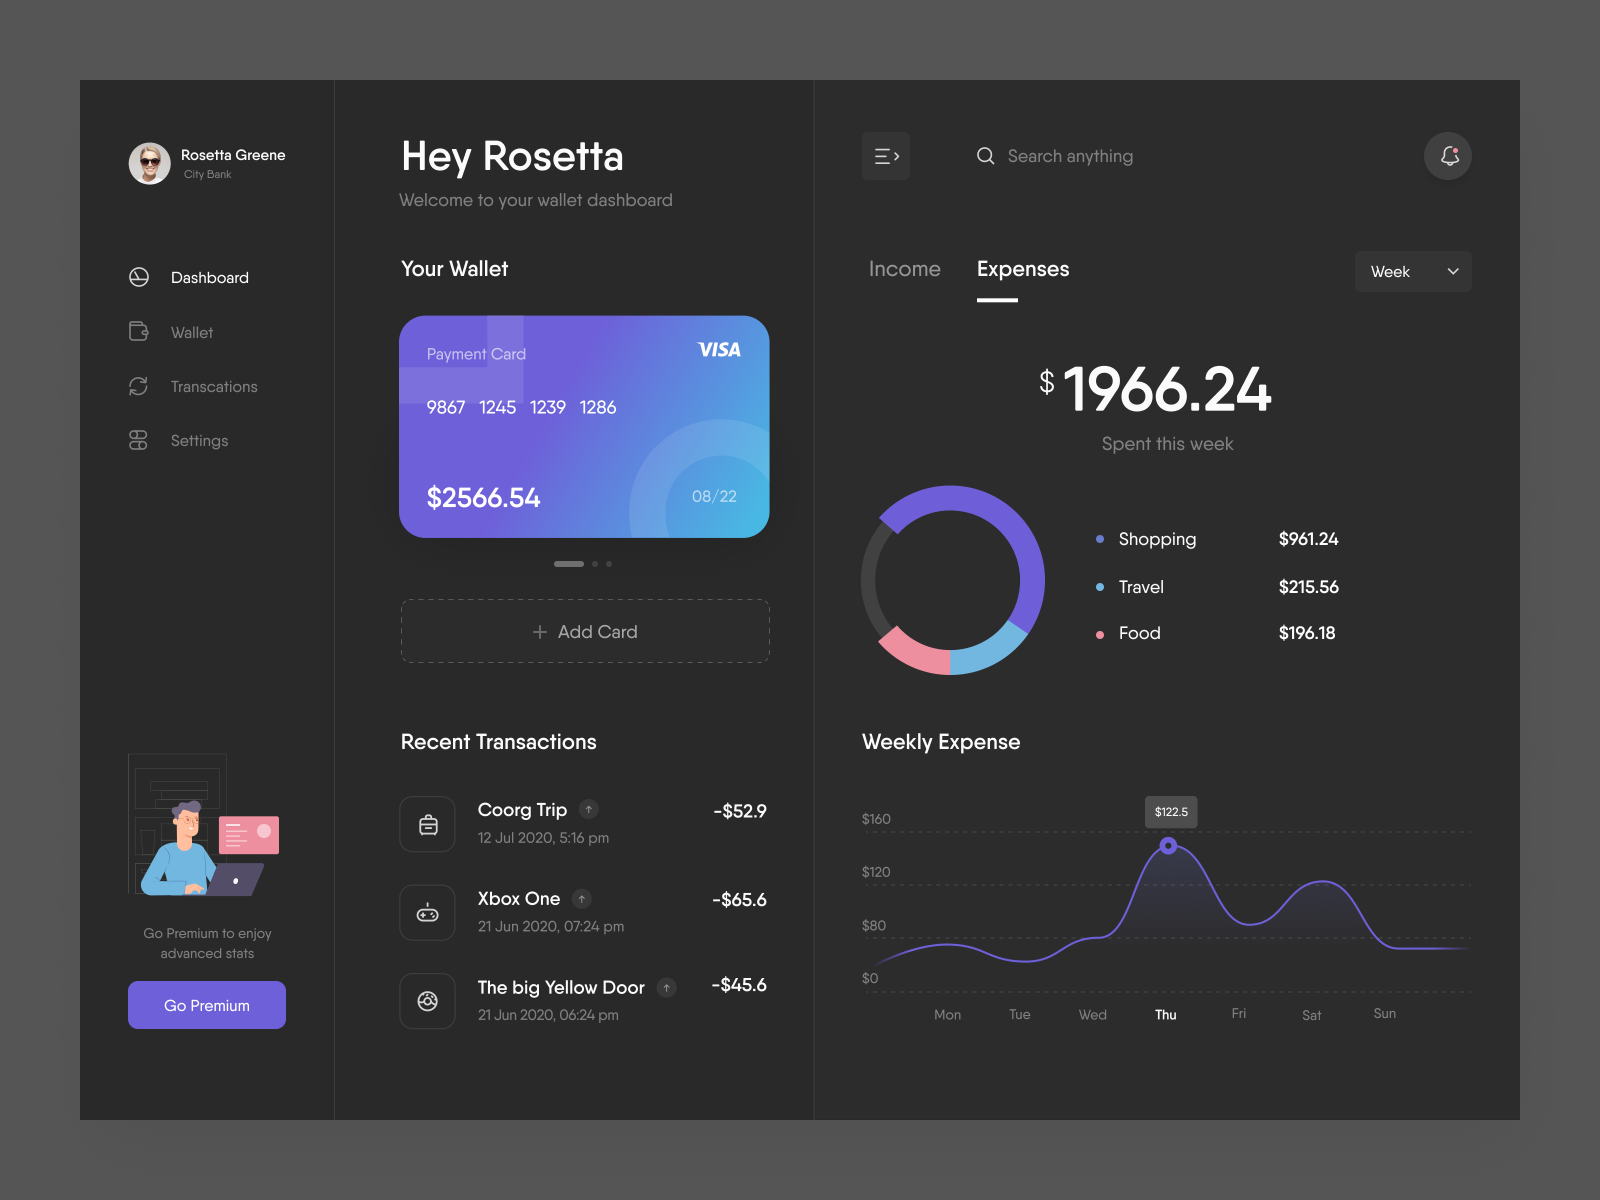 Rosetta Greene
City Bank
Dashboard
Wallet
Transcations
Settings
Go Premium to enjoy
advanced stats
Go Premium
Hey Rosetta
Welcome to your wallet dashboard
Your Wallet
Payment Card
VISA
9867 1245 1239 1286
$2566.54
08/22
Add Card
Recent Transactions
Coorg Trip
-$52.9
12 Jul 2020, 5:16 pm
Xbox One
-$65.6
21 Jun 2020, 07:24 pm
The big Yellow Door
-$45.6
21 Jun 2020, 06:24 pm
Search anything
Income
Expenses
Week
$1966.24
Spent this week
Shopping $961.24
Travel $215.56
Food $196.18
Weekly Expense
$122.5
$160
$120
$80
$0
Mon Tue Wed Thu Fri Sat Sun